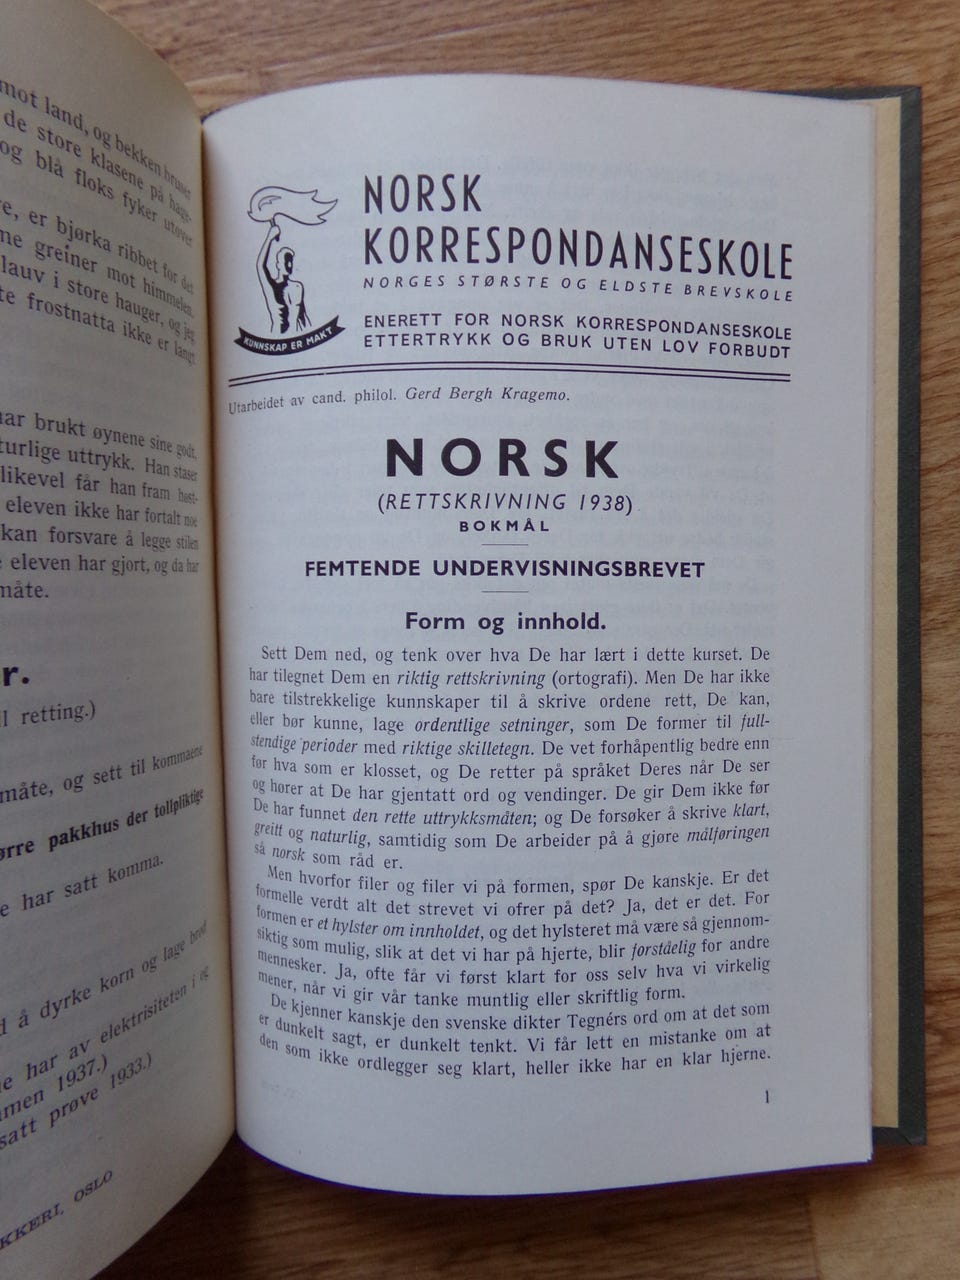 mot land, og bekken bruser
de store klasene på hage-
og blå floks fyker utover
re, er bjørka ribbet for det
me greiner mot himmelen.
lauv i store hauger, og jeg
te frostnatta ikke er langt
har brukt øynene sine godt,
turlige uttrykk. Han staser
likevel får han fram hest-
eleven ikke har fortalt noe
kan forsvare å legge stilen
e eleven har gjort, og da har
måte.
r.
ll retting.)
måte, og sett til kommaene
ørre pakkhus der tollpliktige
e har satt komma.
d å dyrke korn og lage brød
ne har av elektrisiteten i og
amen 1937.)
satt prøve 1933.)
KKERI, OSLO
NORSK
KORRESPONDANSESKOLE
NORGES STØRSTE OG ELDSTE BREVSKOLE
KUNNSKAP ER MAKT
ENERETT FOR NORSK KORRESPONDANSESKOLE
ETTERTRYKK OG BRUK UTEN LOV FORBUDT
Utarbeidet av cand. philol. Gerd Bergh Kragemo.
NORSK
(RETTSKRIVNING 1938)
BOKMÅL
FEMTENDE UNDERVISNINGSBREVET
Form og innhold.
Sett Dem ned, og tenk over hva De har lært i dette kurset. De
har tilegnet Dem en riktig rettskrivning (ortografi). Men De har ikke
bare tilstrekkelige kunnskaper til å skrive ordene rett, De kan,
eller bør kunne, lage ordentlige setninger, som De former til full-
stendige perioder med riktige skilletegn. De vet forhåpentlig bedre enn
før hva som er klosset, og De retter på språket Deres når De ser
og hører at De har gjentatt ord og vendinger. De gir Dem ikke før
De har funnet den rette uttrykksmåten; og De forsøker å skrive klart,
greitt og naturlig, samtidig som De arbeider på å gjøre målføringen
så norsk som råd er.
Men hvorfor filer og filer vi på formen, spør De kanskje. Er det
formelle verdt alt det strevet vi ofrer på det? Ja, det er det. For
formen er et hylster om innholdet, og det hylsteret må være så gjennom-
siktig som mulig, slik at det vi har på hjerte, blir forståelig for andre
mennesker. Ja, ofte får vi først klart for oss selv hva vi virkelig
mener, når vi gir vår tanke muntlig eller skriftlig form.
De kjenner kanskje den svenske dikter Tegnérs ord om at det som
er dunkelt sagt, er dunkelt tenkt. Vi får lett en mistanke om at
den som ikke ordlegger seg klart, heller ikke har en klar hjerne.
1